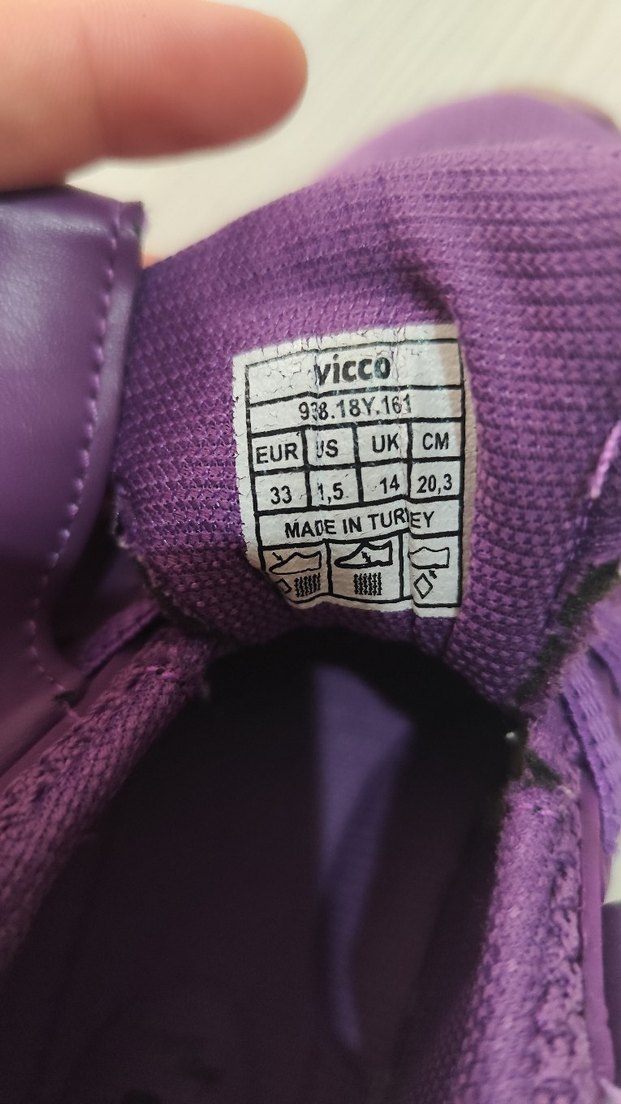 vicco
938.18Y.161
EUR US UK CM
33 1,5 14 20,3
MADE IN TURKEY